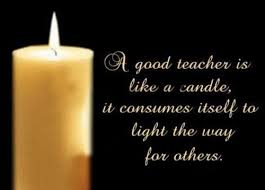 A good teacher is
like a candle,
it consumes itself to
light the way
for others.